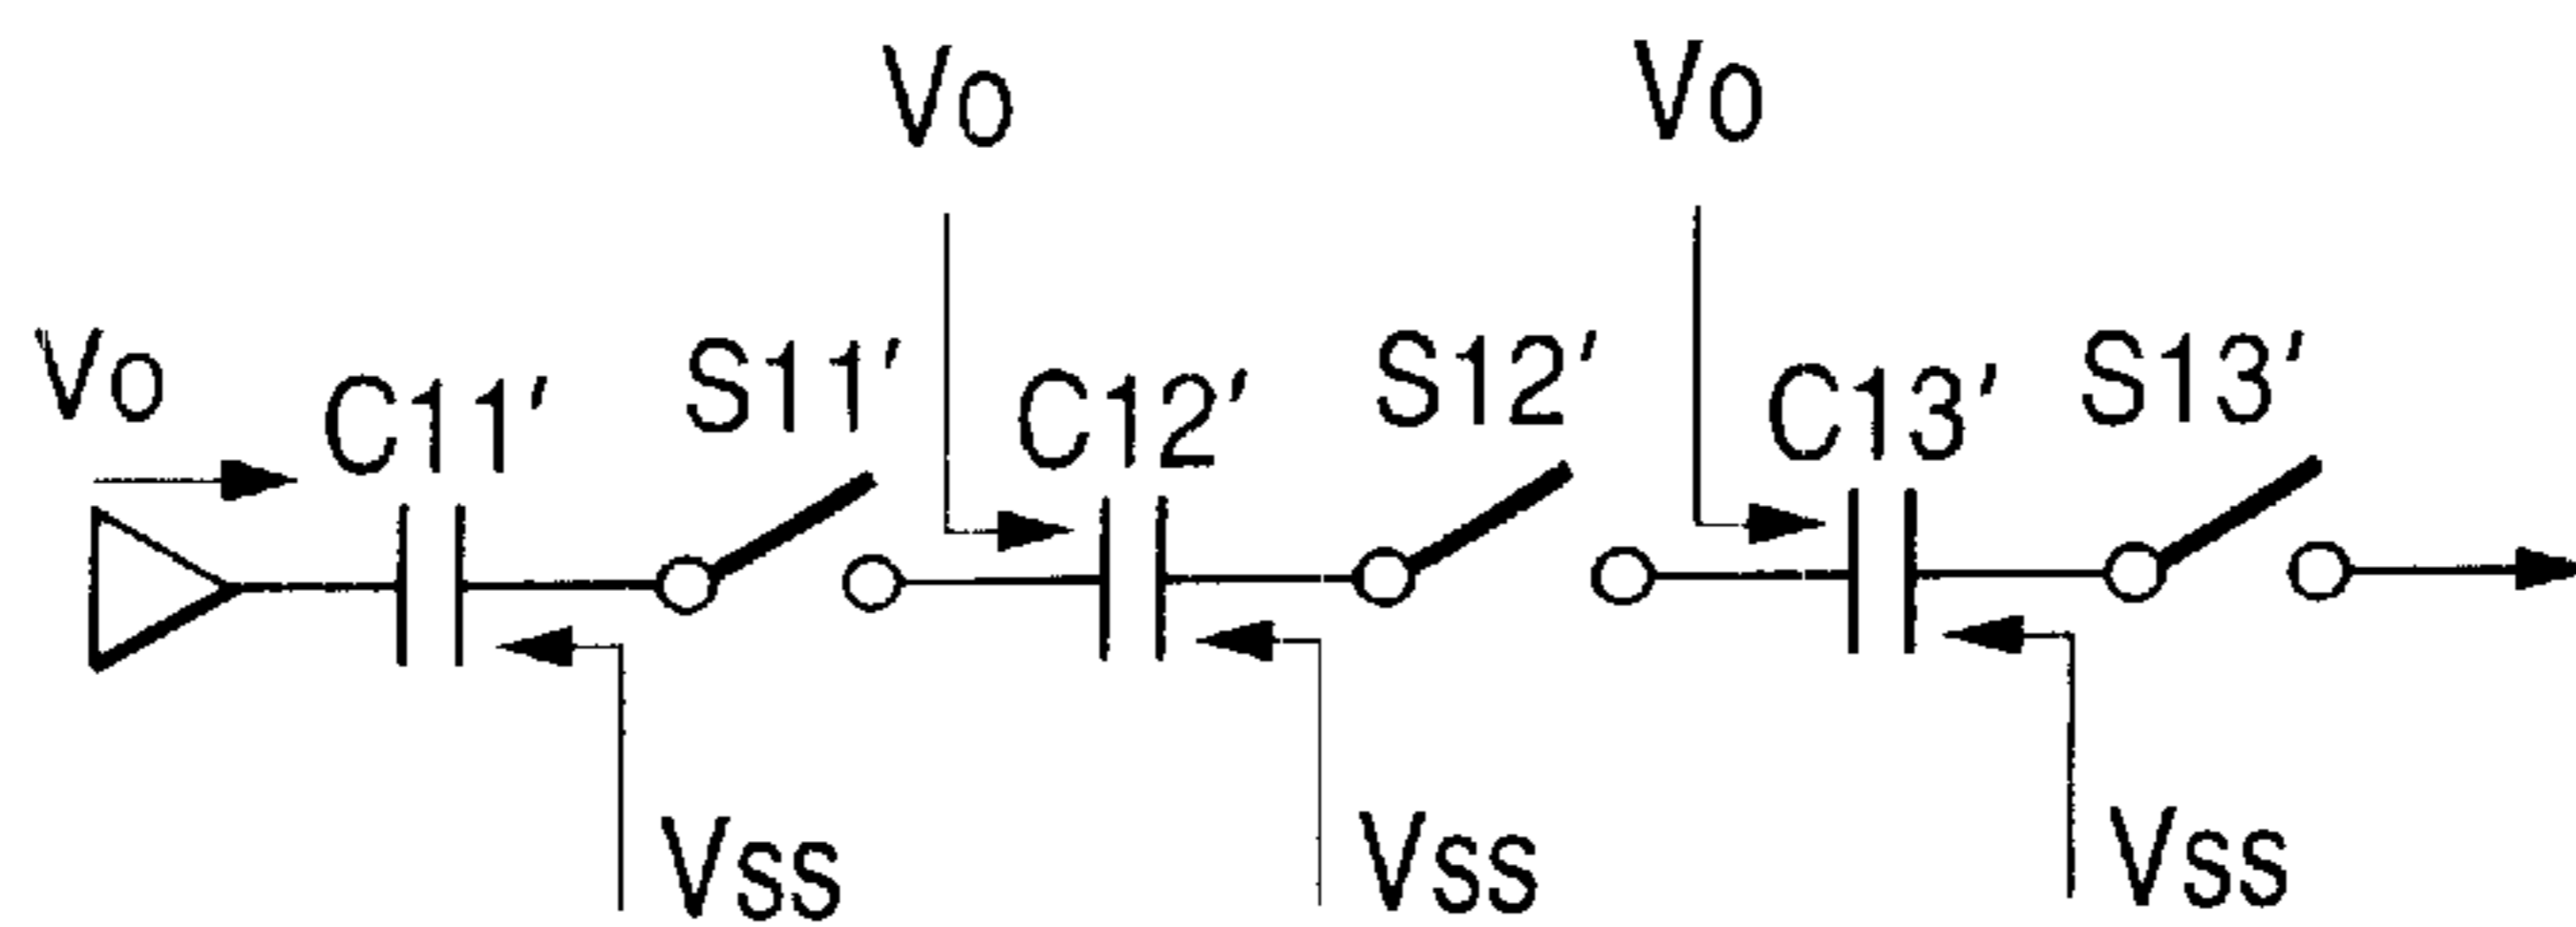 Vo Vo
Vo C11′ S11′ C12′ S12′ C13′ S13′
Vss Vss Vss